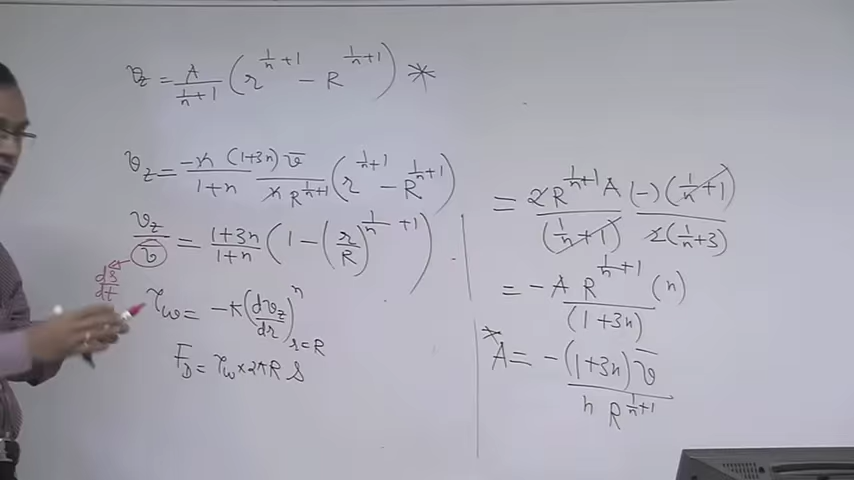 v_z = A/(1/n + 1) (r^(1/n + 1) − R^(1/n + 1)) *
v_z = −n/(1+n) (1+3n) v̄/(n R^(1/n + 1)) (r^(1/n + 1) − R^(1/n + 1))
v_z/v̄ = (1+3n)/(1+n) (1 − (r/R)^(1/n + 1))
ds/dt
τ_w = −K (dv_z/dr)^n _(r=R)
F_D = τ_w × 2πR S
= 2R^(1/n + 1) A/(1/n + 1) (−)(1/n + 1)/(2(1/n + 3))
= −A R^(1/n + 1)/(1+3n) (n)
* A = −(1+3n) v̄/(n R^(1/n + 1))